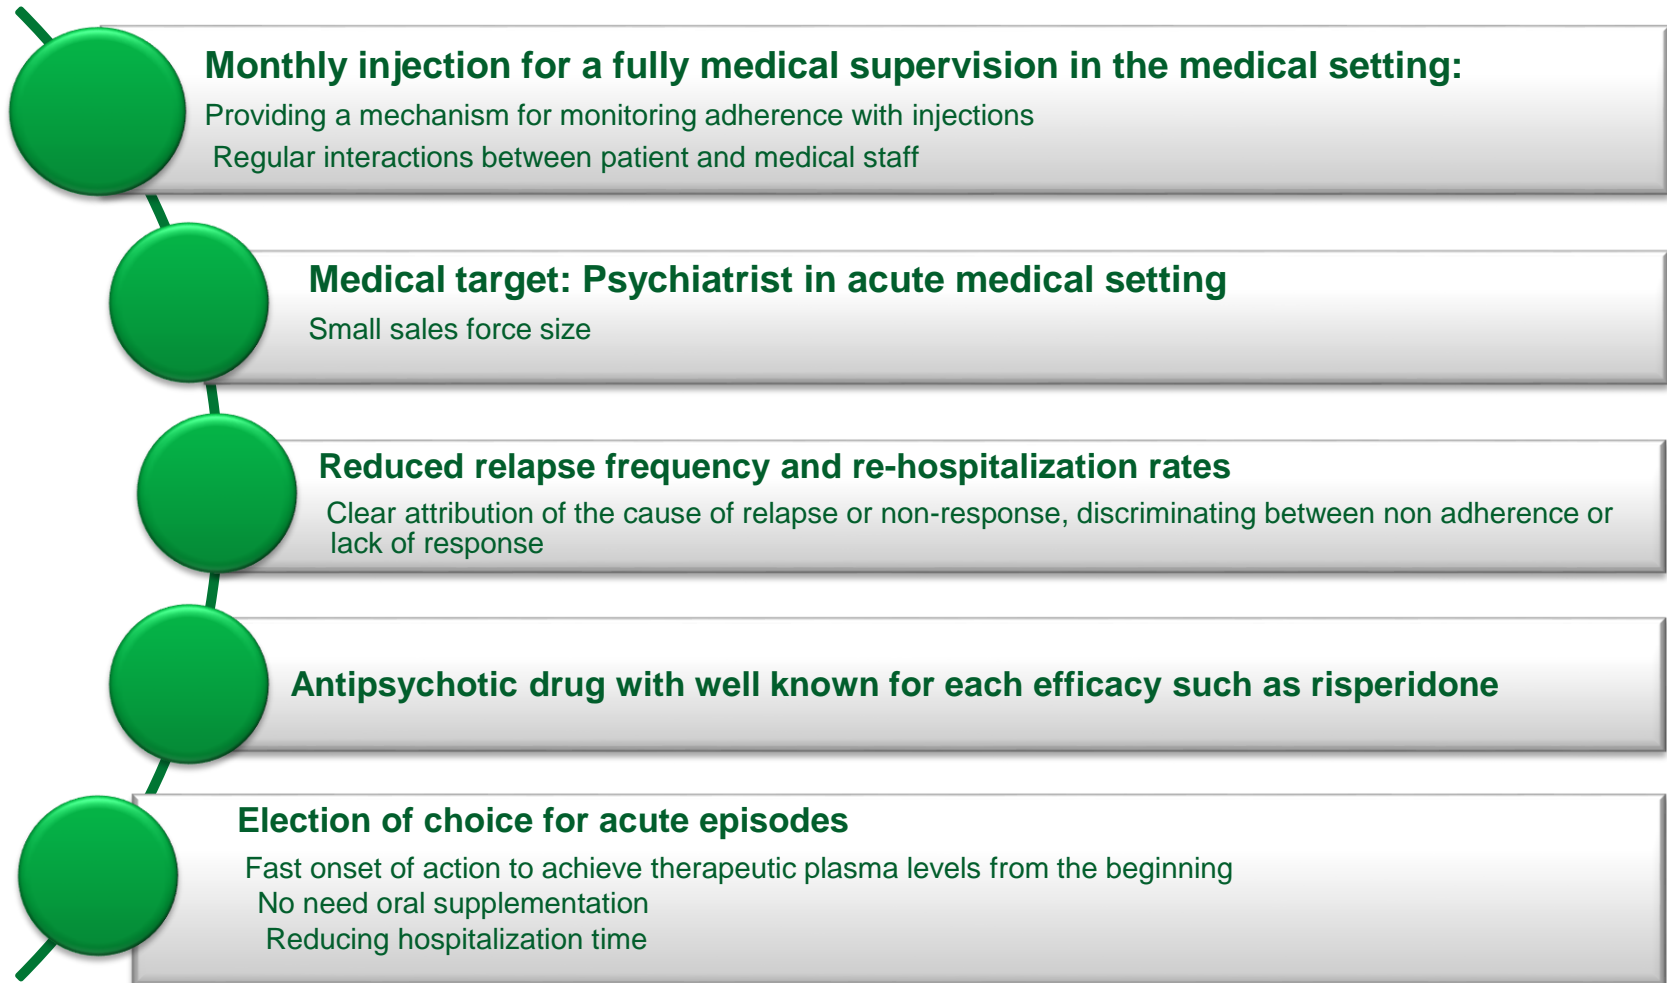 Monthly injection for a fully medical supervision in the medical setting:
Providing a mechanism for monitoring adherence with injections
Regular interactions between patient and medical staff
Medical target: Psychiatrist in acute medical setting
Small sales force size
Reduced relapse frequency and re-hospitalization rates
Clear attribution of the cause of relapse or non-response, discriminating between non adherence or
lack of response
Antipsychotic drug with well known for each efficacy such as risperidone
Election of choice for acute episodes
Fast onset of action to achieve therapeutic plasma levels from the beginning
No need oral supplementation
Reducing hospitalization time